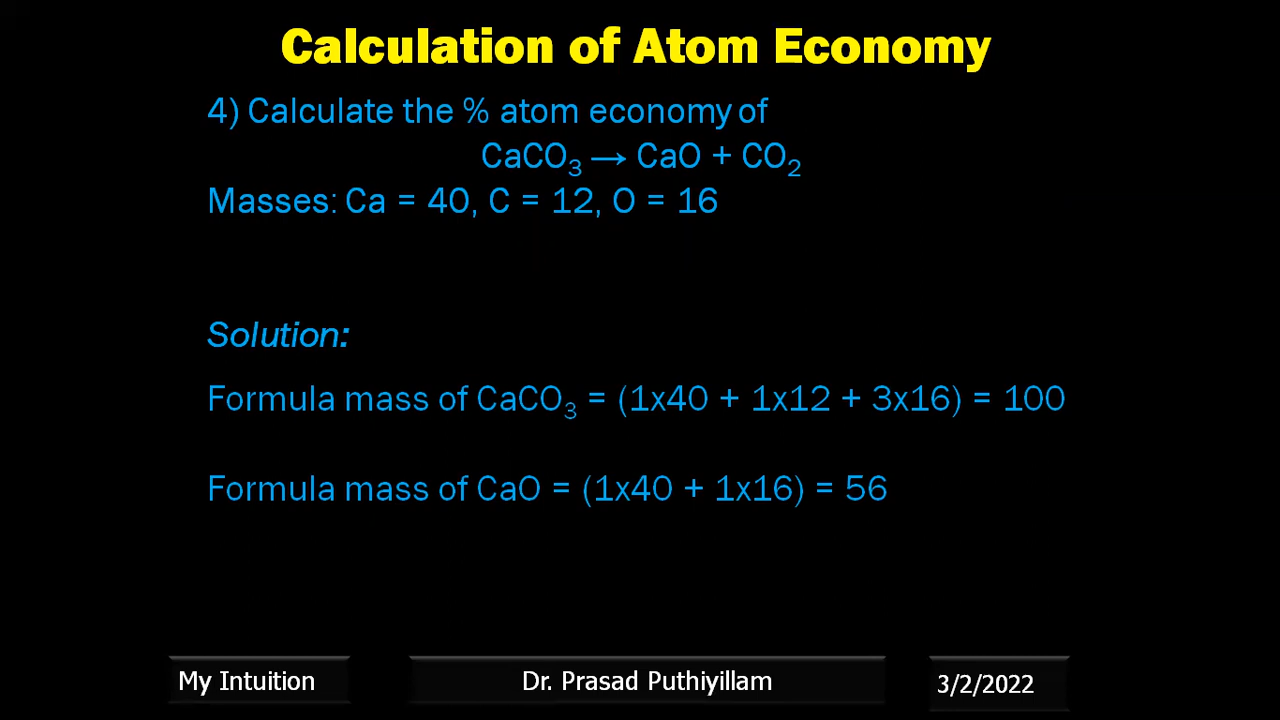 Calculation of Atom Economy
4) Calculate the % atom economy of
CaCO₃ → CaO + CO₂
Masses: Ca = 40, C = 12, O = 16
Solution:
Formula mass of CaCO₃ = (1x40 + 1x12 + 3x16) = 100
Formula mass of CaO = (1x40 + 1x16) = 56
My Intuition
Dr. Prasad Puthiyillam
3/2/2022